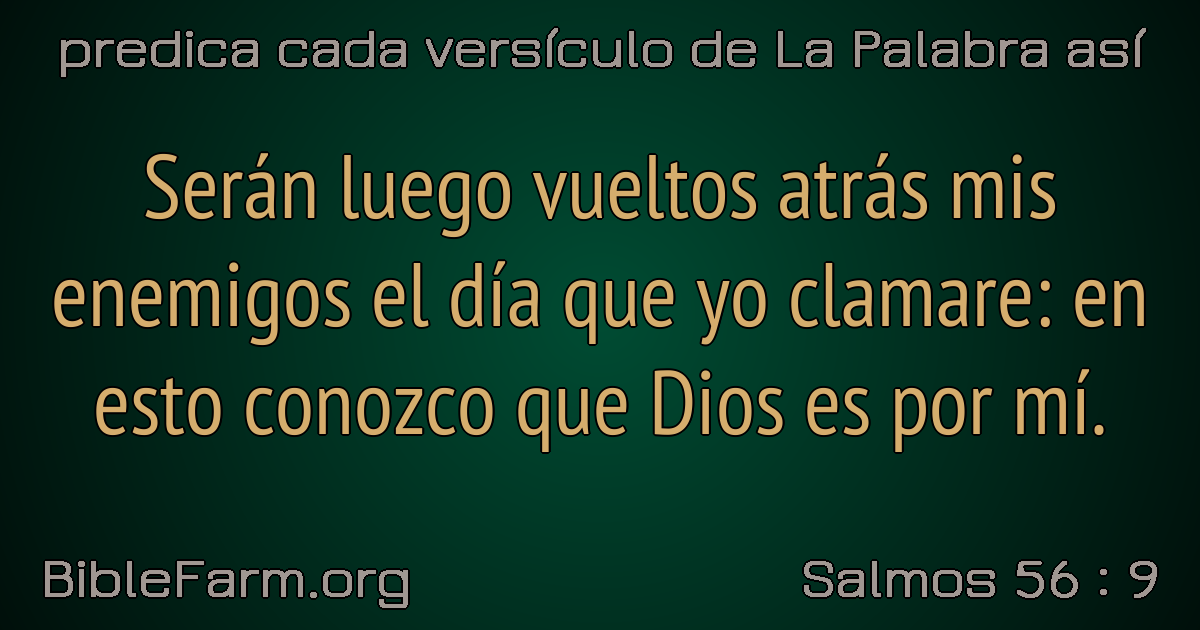 predica cada versículo de La Palabra así
Serán luego vueltos atrás mis
enemigos el día que yo clamare: en
esto conozco que Dios es por mí.
BibleFarm.org
Salmos 56 : 9